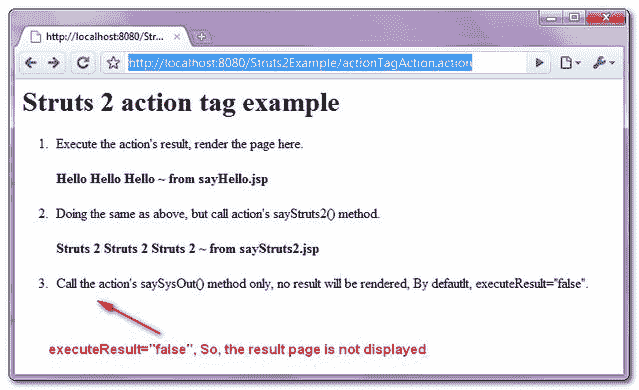 http://localhost:8080/Str...
http://localhost:8080/Struts2Example/actionTagAction.action
Struts 2 action tag example
1. Execute the action's result, render the page here.
Hello Hello Hello ~ from sayHello.jsp
2. Doing the same as above, but call action's sayStruts2() method.
Struts 2 Struts 2 Struts 2 ~ from sayStruts2.jsp
3. Call the action's saySysOut() method only, no result will be rendered, By defautlt, executeResult="false".
executeResult="false", So, the result page is not displayed